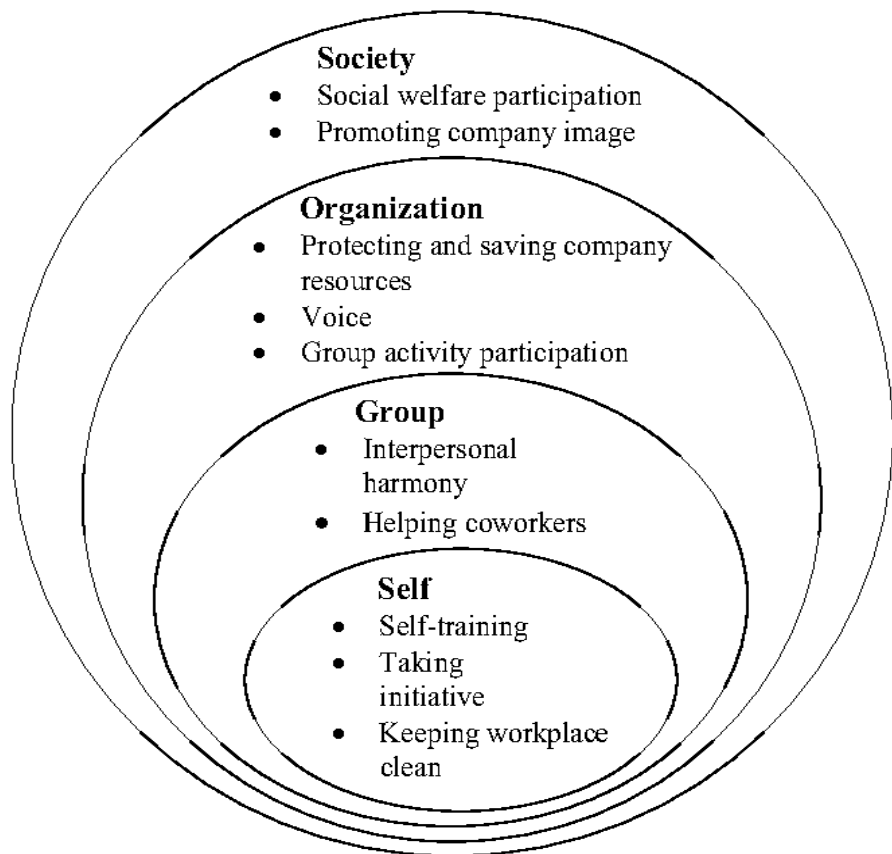 Society
• Social welfare participation
• Promoting company image
Organization
• Protecting and saving company
resources
• Voice
• Group activity participation
Group
• Interpersonal
harmony
• Helping coworkers
Self
• Self-training
• Taking
initiative
• Keeping workplace
clean